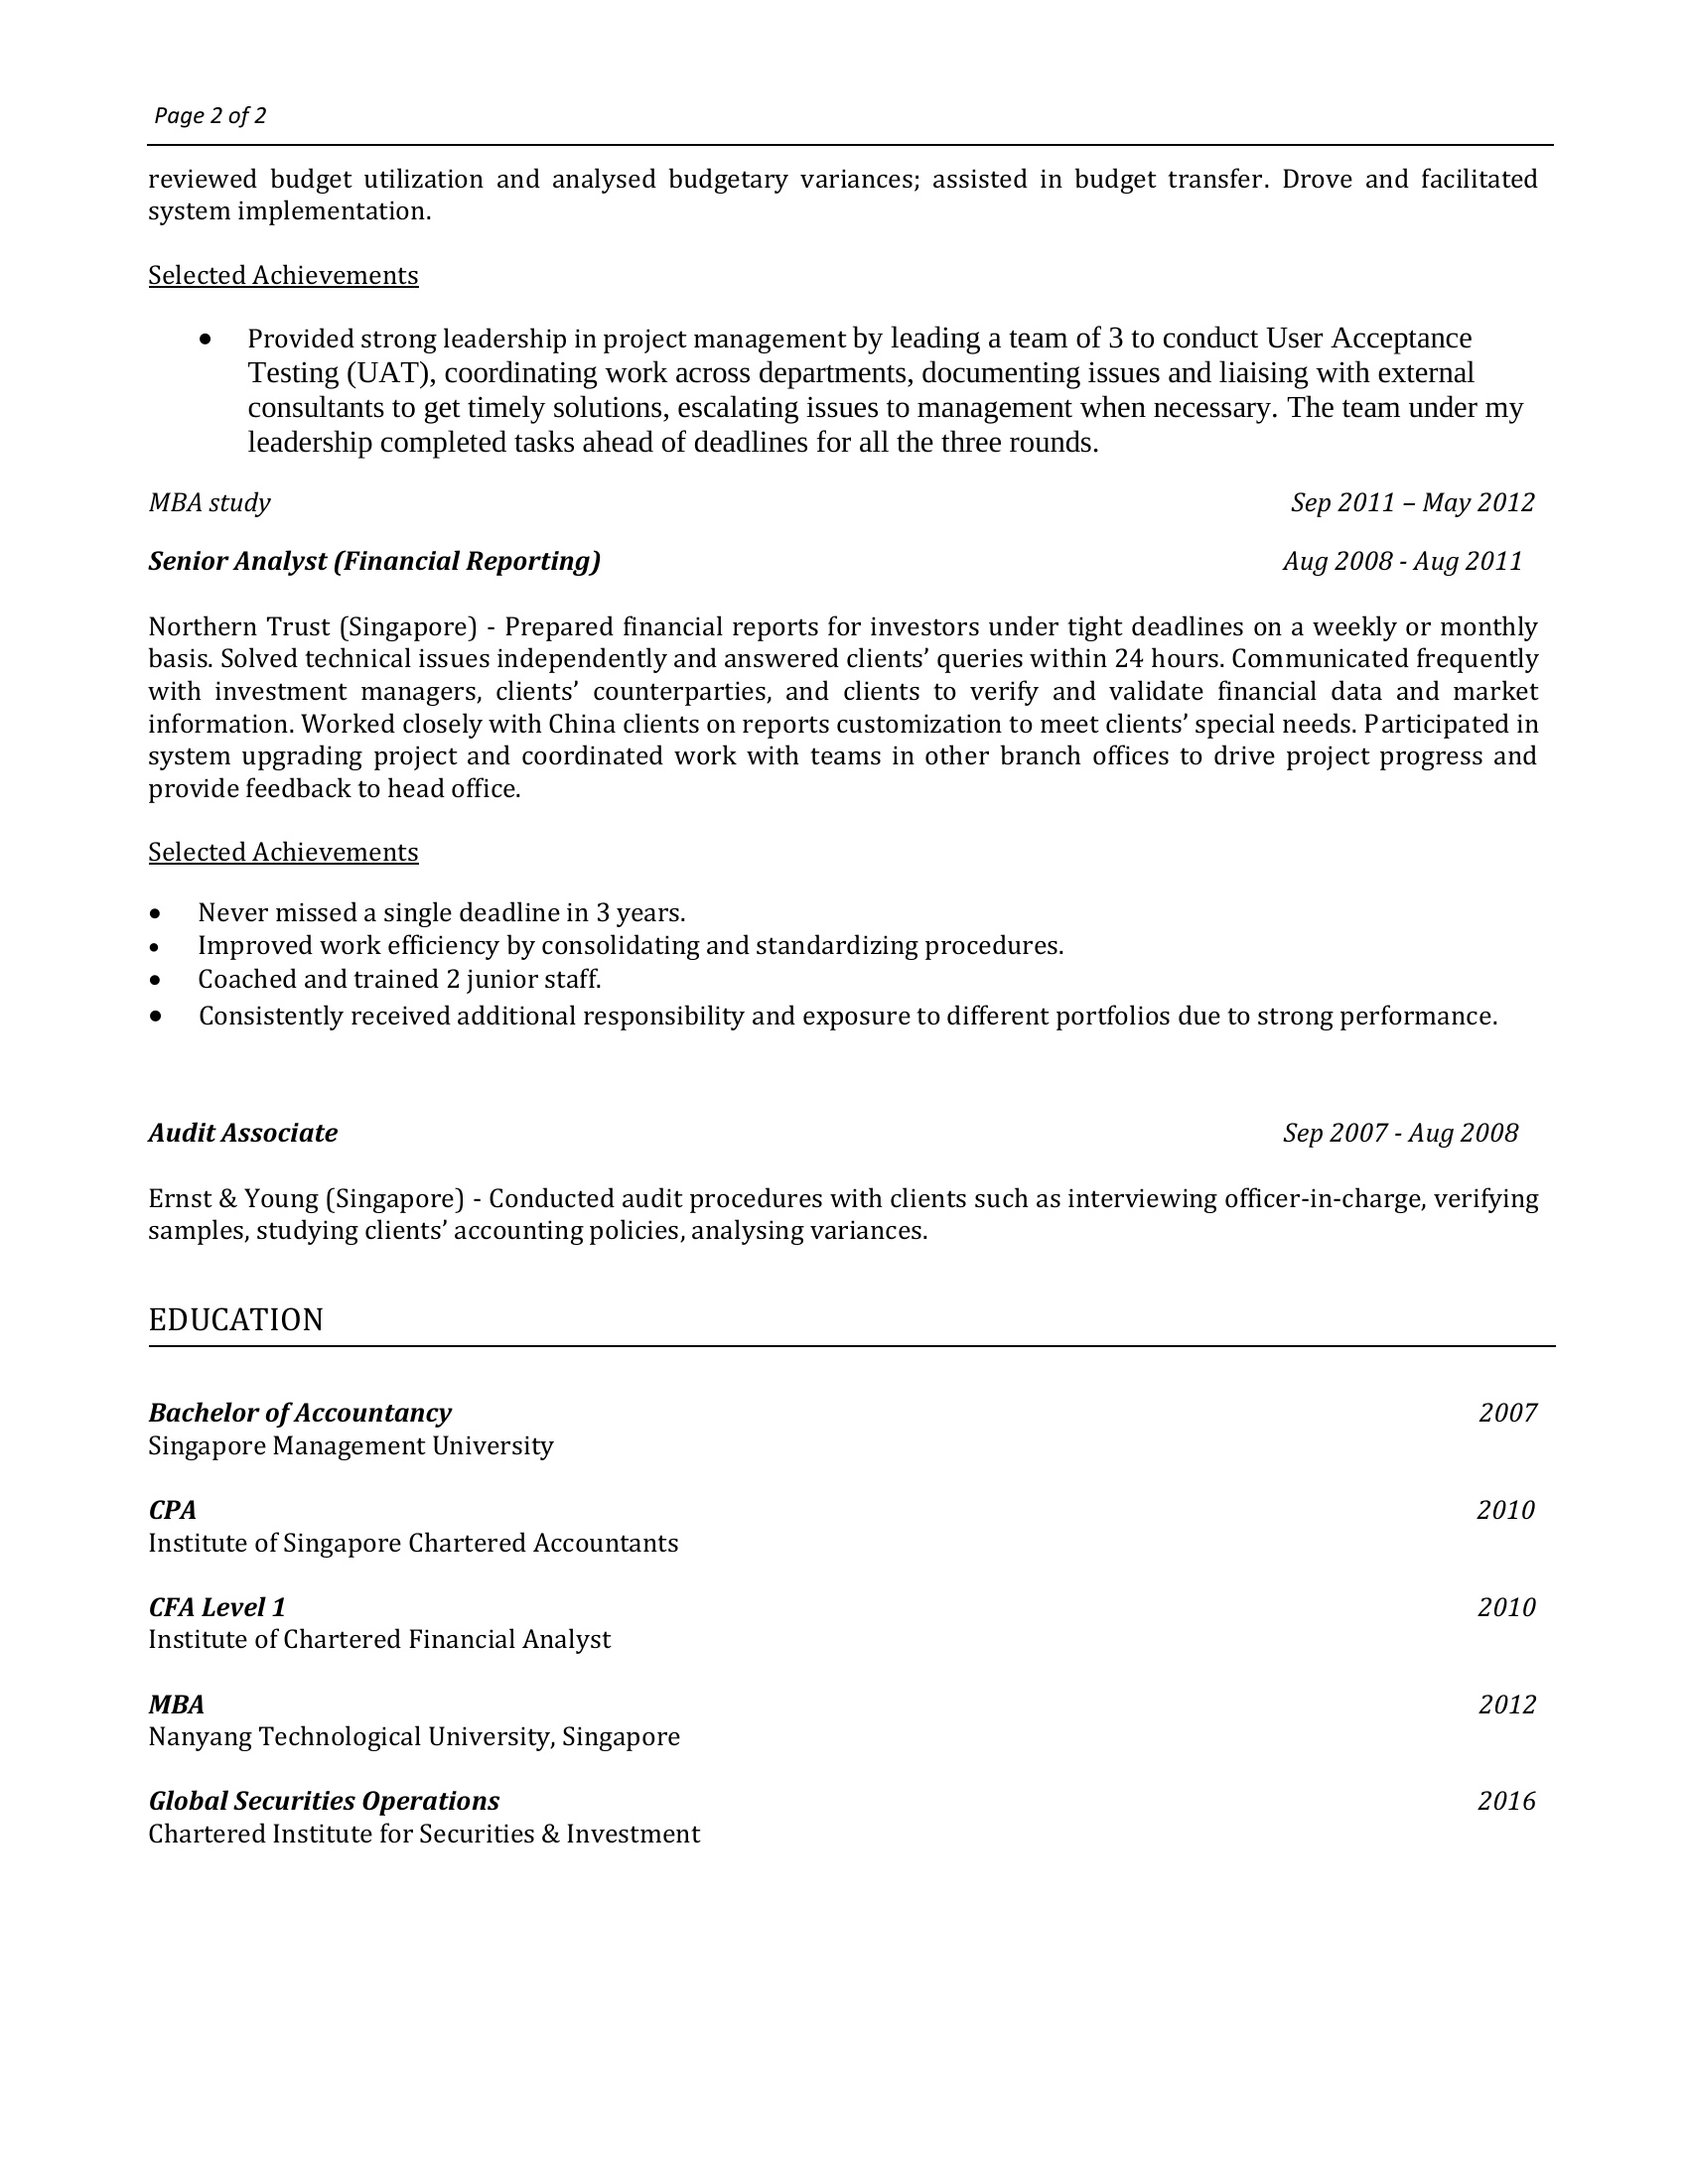 Page 2 of 2
reviewed budget utilization and analysed budgetary variances; assisted in budget transfer. Drove and facilitated
system implementation.
Selected Achievements
• Provided strong leadership in project management by leading a team of 3 to conduct User Acceptance
Testing (UAT), coordinating work across departments, documenting issues and liaising with external
consultants to get timely solutions, escalating issues to management when necessary. The team under my
leadership completed tasks ahead of deadlines for all the three rounds.
MBA study Sep 2011 – May 2012
Senior Analyst (Financial Reporting) Aug 2008 - Aug 2011
Northern Trust (Singapore) - Prepared financial reports for investors under tight deadlines on a weekly or monthly
basis. Solved technical issues independently and answered clients’ queries within 24 hours. Communicated frequently
with investment managers, clients’ counterparties, and clients to verify and validate financial data and market
information. Worked closely with China clients on reports customization to meet clients’ special needs. Participated in
system upgrading project and coordinated work with teams in other branch offices to drive project progress and
provide feedback to head office.
Selected Achievements
• Never missed a single deadline in 3 years.
• Improved work efficiency by consolidating and standardizing procedures.
• Coached and trained 2 junior staff.
• Consistently received additional responsibility and exposure to different portfolios due to strong performance.
Audit Associate Sep 2007 - Aug 2008
Ernst & Young (Singapore) - Conducted audit procedures with clients such as interviewing officer-in-charge, verifying
samples, studying clients’ accounting policies, analysing variances.
EDUCATION
Bachelor of Accountancy 2007
Singapore Management University
CPA 2010
Institute of Singapore Chartered Accountants
CFA Level 1 2010
Institute of Chartered Financial Analyst
MBA 2012
Nanyang Technological University, Singapore
Global Securities Operations 2016
Chartered Institute for Securities & Investment